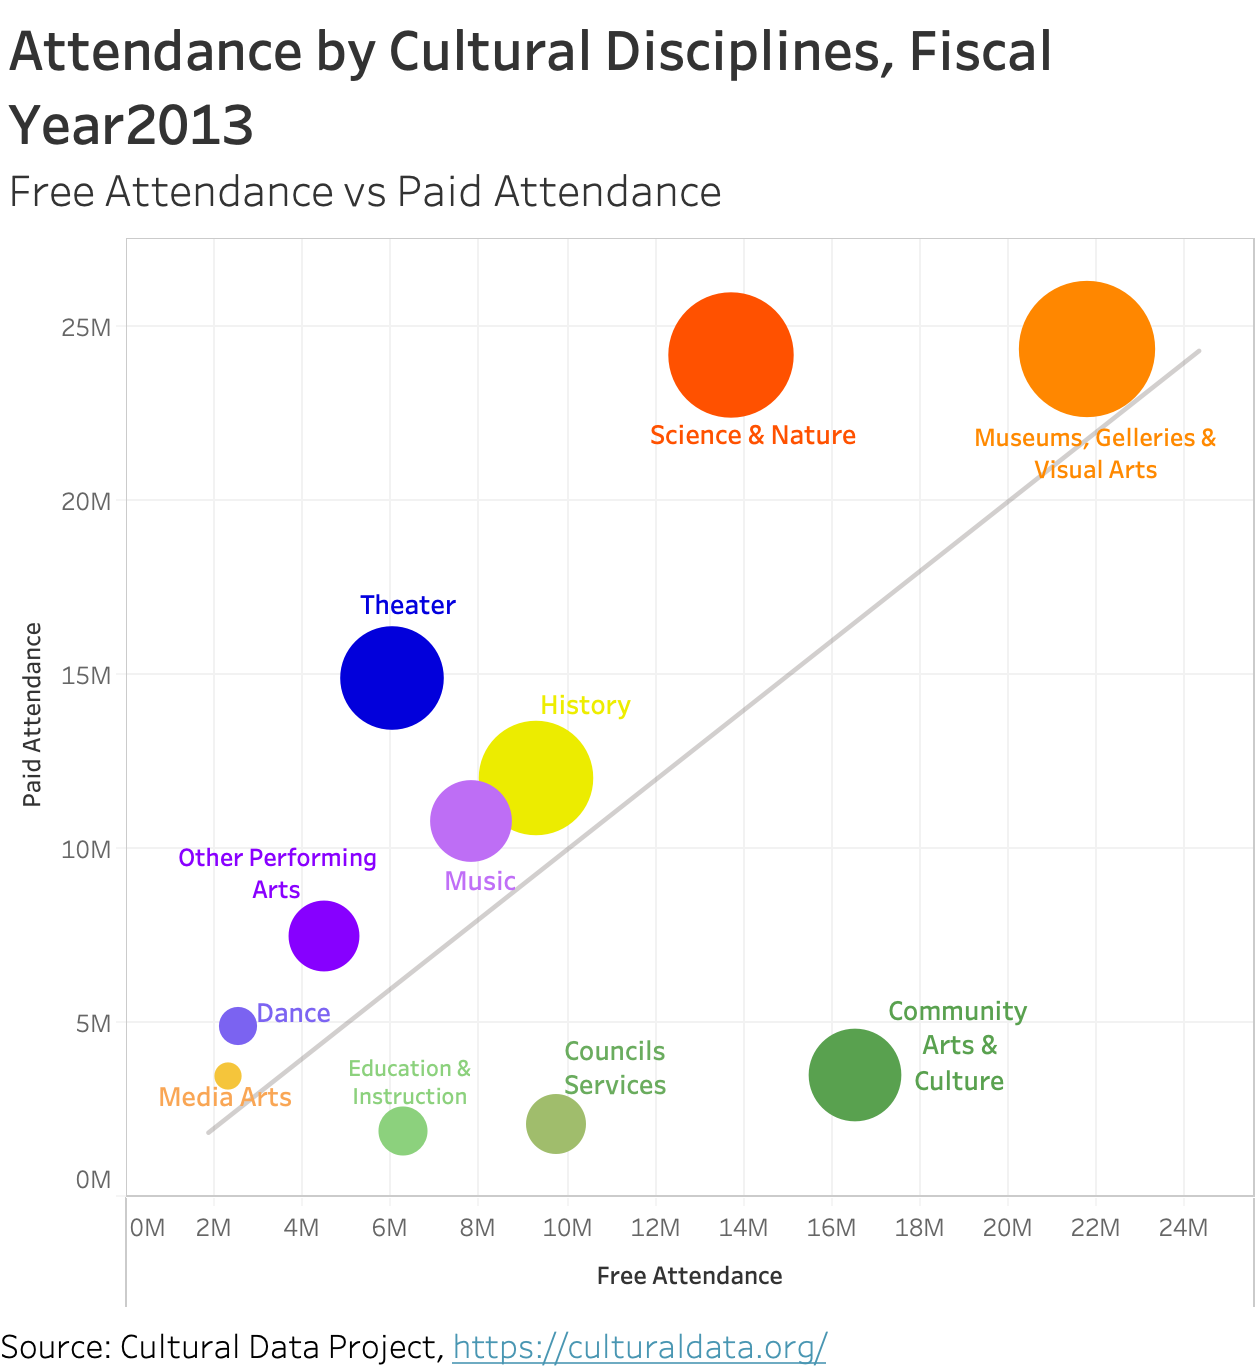 Attendance by Cultural Disciplines, Fiscal
Year2013
Free Attendance vs Paid Attendance
25M
20M
15M
10M
5M
0M
Paid Attendance
Science & Nature
Museums, Gelleries &
Visual Arts
Theater
History
Music
Other Performing
Arts
Dance
Media Arts
Education &
Instruction
Councils
Services
Community
Arts &
Culture
0M 2M 4M 6M 8M 10M 12M 14M 16M 18M 20M 22M 24M
Free Attendance
Source: Cultural Data Project, https://culturaldata.org/